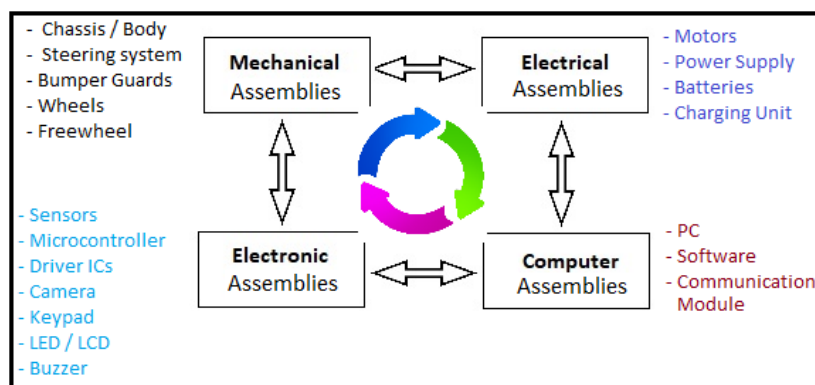 - Chassis / Body
- Steering system
- Bumper Guards
- Wheels
- Freewheel
Mechanical
Assemblies
Electrical
Assemblies
- Motors
- Power Supply
- Batteries
- Charging Unit
- Sensors
- Microcontroller
- Driver ICs
- Camera
- Keypad
- LED / LCD
- Buzzer
Electronic
Assemblies
Computer
Assemblies
- PC
- Software
- Communication
Module